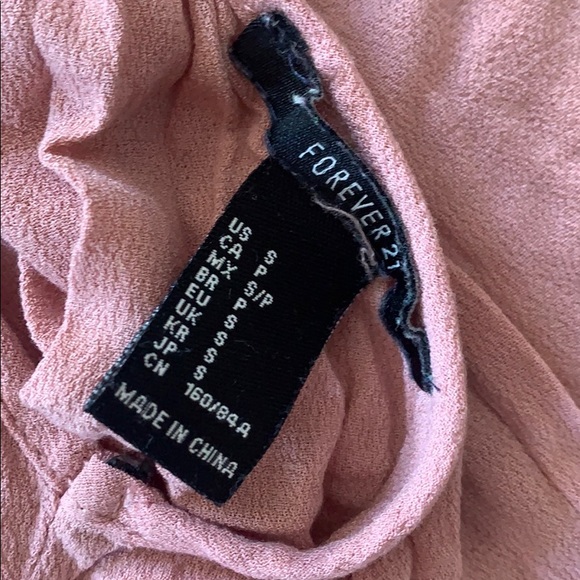 FOREVER 21
US S
CA P
MX S/P
BR P
EU S
UK S
KR S
JP S
CN 160/84A
MADE IN CHINA